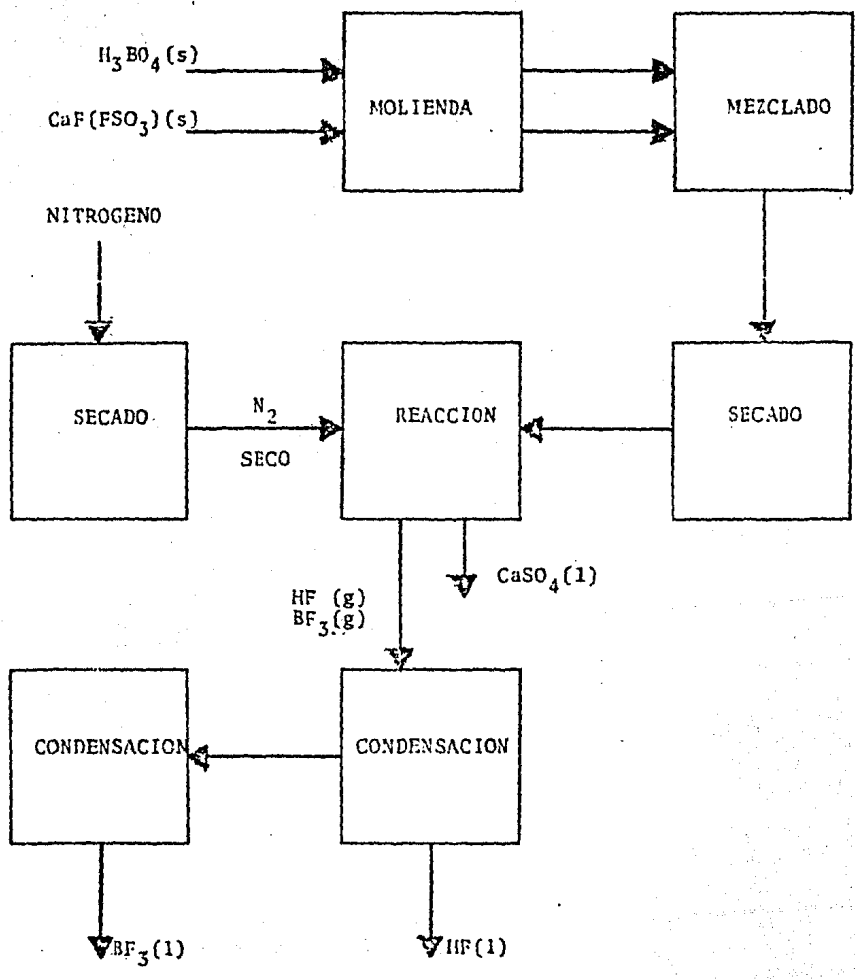 H3BO4(s)
CaF(FSO3)(s)
MOLIENDA
MEZCLADO
NITROGENO
SECADO
N2
SECO
REACCION
SECADO
HF (g)
BF3(g)
CaSO4(l)
CONDENSACION
CONDENSACION
BF3(l)
HF(l)